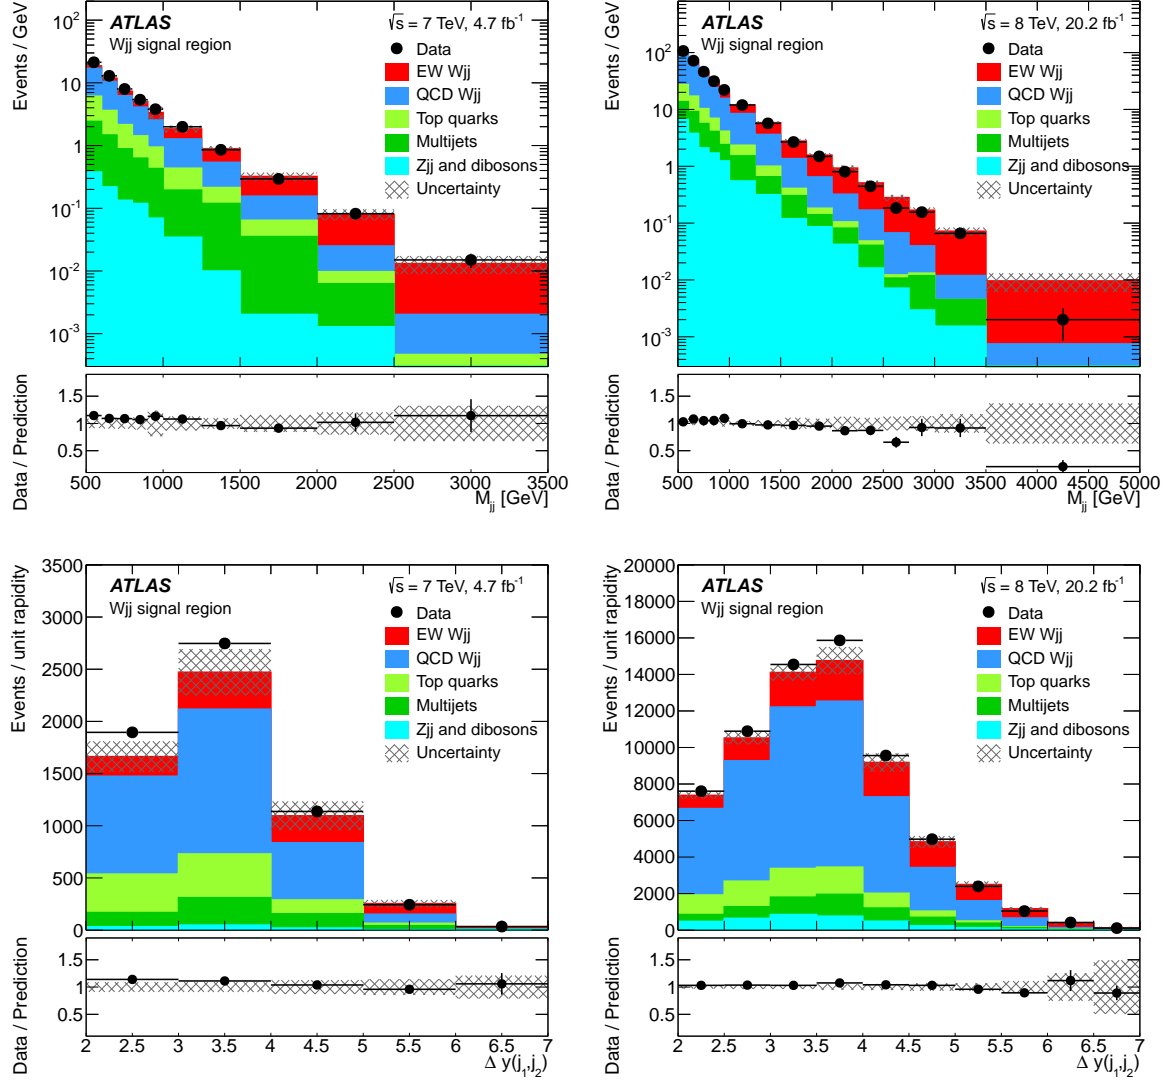 Events / GeV
10²
10
1
10⁻¹
10⁻²
10⁻³
ATLAS
Wjj signal region
√s = 7 TeV, 4.7 fb⁻¹
Data
EW Wjj
QCD Wjj
Top quarks
Multijets
Zjj and dibosons
Uncertainty
Data / Prediction
1.5
1
0.5
500 1000 1500 2000 2500 3000 3500
M_jj [GeV]
Events / GeV
10²
10
1
10⁻¹
10⁻²
10⁻³
ATLAS
Wjj signal region
√s = 8 TeV, 20.2 fb⁻¹
Data
EW Wjj
QCD Wjj
Top quarks
Multijets
Zjj and dibosons
Uncertainty
Data / Prediction
1.5
1
0.5
500 1000 1500 2000 2500 3000 3500 4000 4500 5000
M_jj [GeV]
Events / unit rapidity
3500
3000
2500
2000
1500
1000
500
0
ATLAS
Wjj signal region
√s = 7 TeV, 4.7 fb⁻¹
Data
EW Wjj
QCD Wjj
Top quarks
Multijets
Zjj and dibosons
Uncertainty
Data / Prediction
1.5
1
0.5
2 2.5 3 3.5 4 4.5 5 5.5 6 6.5 7
Δ y(j₁,j₂)
Events / unit rapidity
20000
18000
16000
14000
12000
10000
8000
6000
4000
2000
0
ATLAS
Wjj signal region
√s = 8 TeV, 20.2 fb⁻¹
Data
EW Wjj
QCD Wjj
Top quarks
Multijets
Zjj and dibosons
Uncertainty
Data / Prediction
1.5
1
0.5
2 2.5 3 3.5 4 4.5 5 5.5 6 6.5 7
Δ y(j₁,j₂)